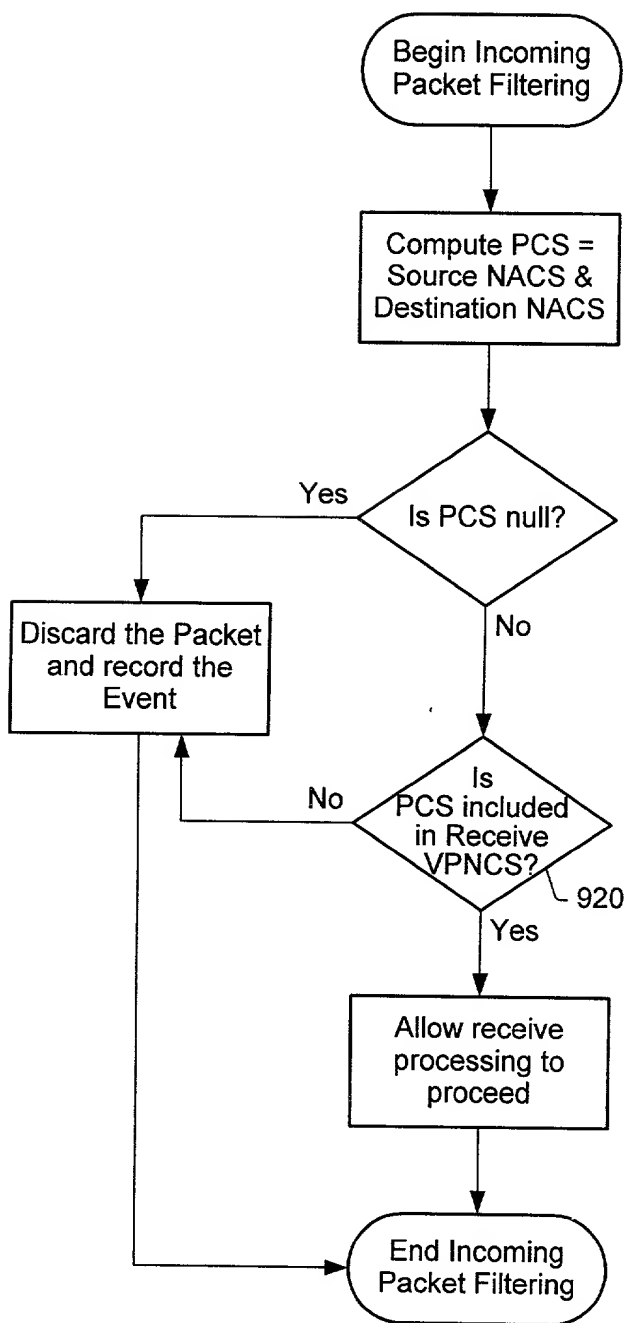 Begin Incoming
Packet Filtering
Compute PCS =
Source NACS &
Destination NACS
Yes
Is PCS null?
No
Discard the Packet
and record the
Event
No
Is
PCS included
in Receive
VPNCS?
920
Yes
Allow receive
processing to
proceed
End Incoming
Packet Filtering